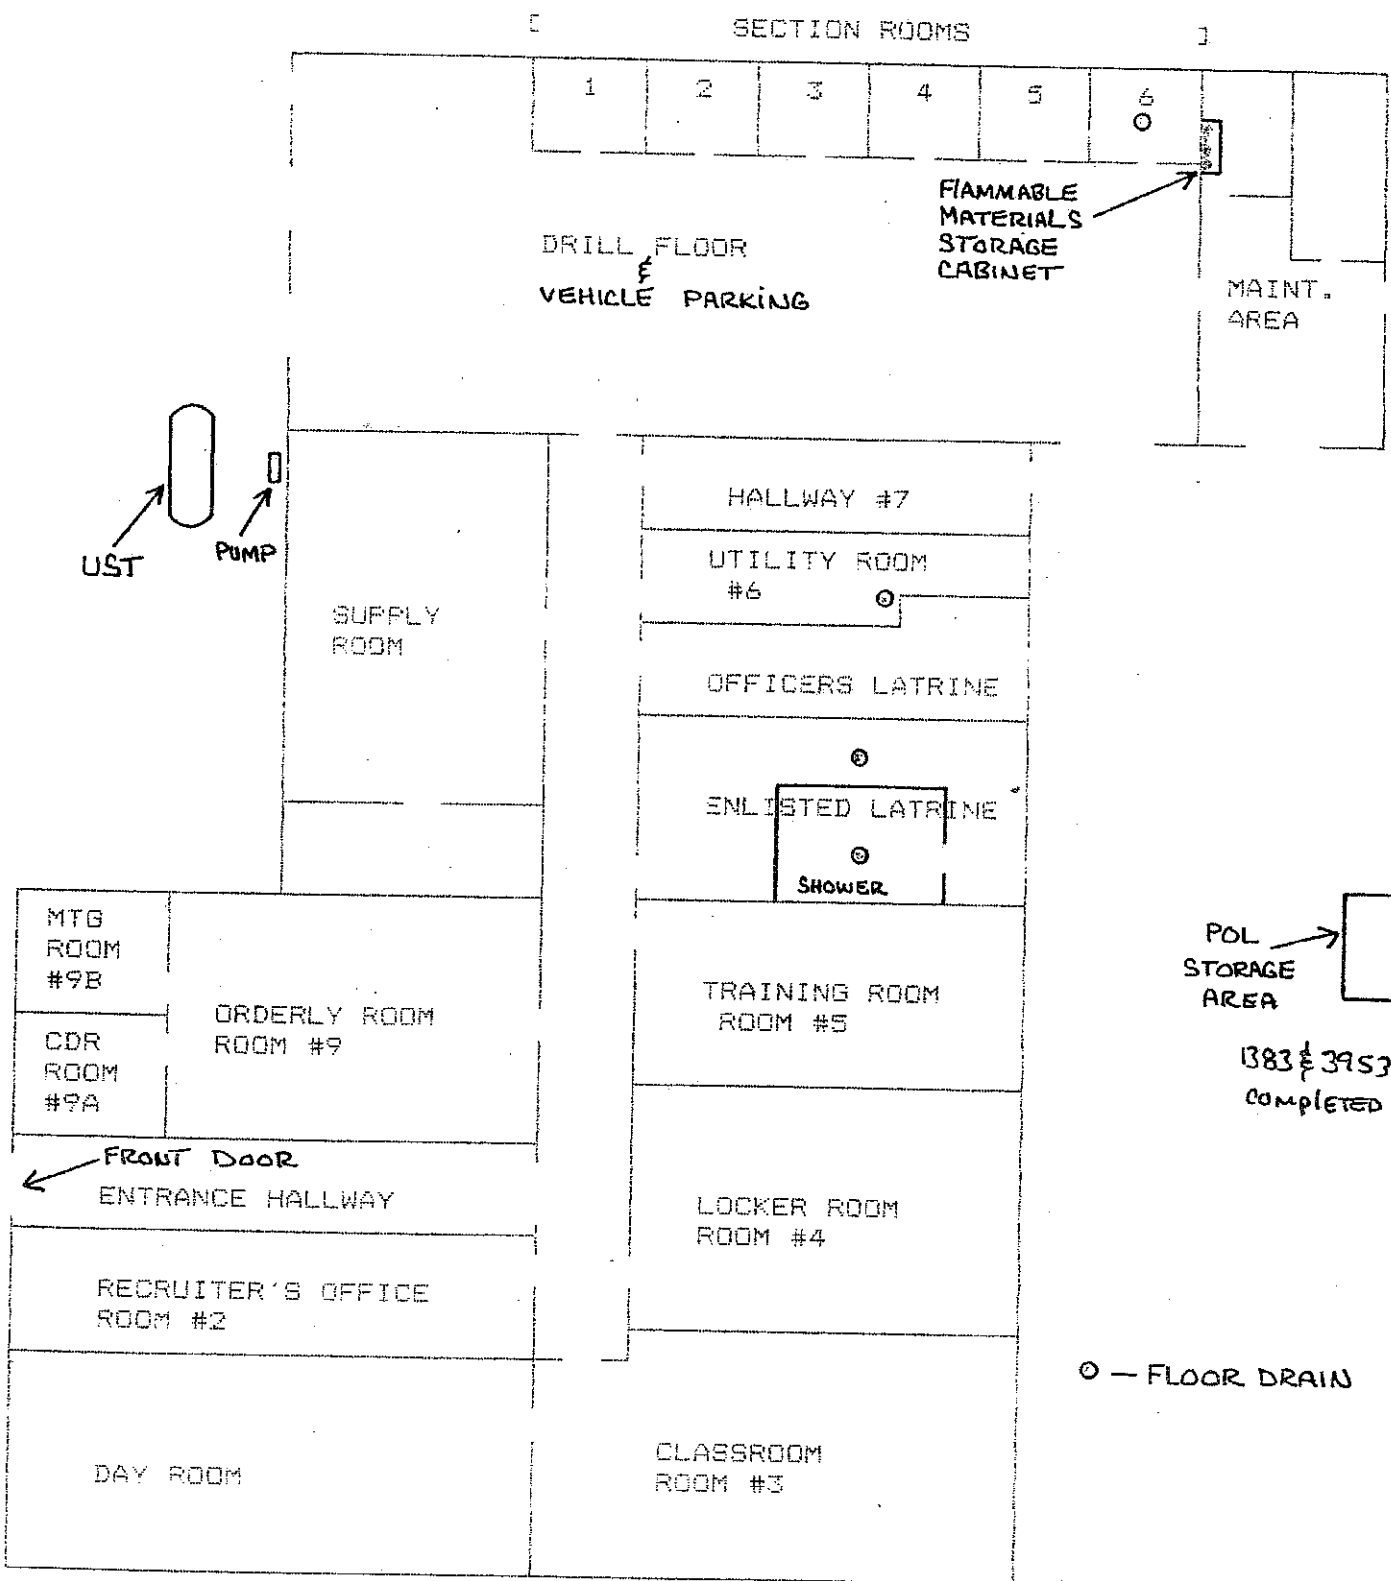 [ SECTION ROOMS ]
1 2 3 4 5 6
FLAMMABLE
MATERIALS
STORAGE
CABINET
DRILL FLOOR
&
VEHICLE PARKING
MAINT.
AREA
UST
PUMP
HALLWAY #7
UTILITY ROOM
#6
SUPPLY
ROOM
OFFICERS LATRINE
ENLISTED LATRINE
SHOWER
MTG
ROOM
#9B
ORDERLY ROOM
ROOM #9
CDR
ROOM
#9A
TRAINING ROOM
ROOM #5
POL
STORAGE
AREA
1383 & 3953
COMPLETED
FRONT DOOR
ENTRANCE HALLWAY
LOCKER ROOM
ROOM #4
RECRUITER'S OFFICE
ROOM #2
— FLOOR DRAIN
DAY ROOM
CLASSROOM
ROOM #3